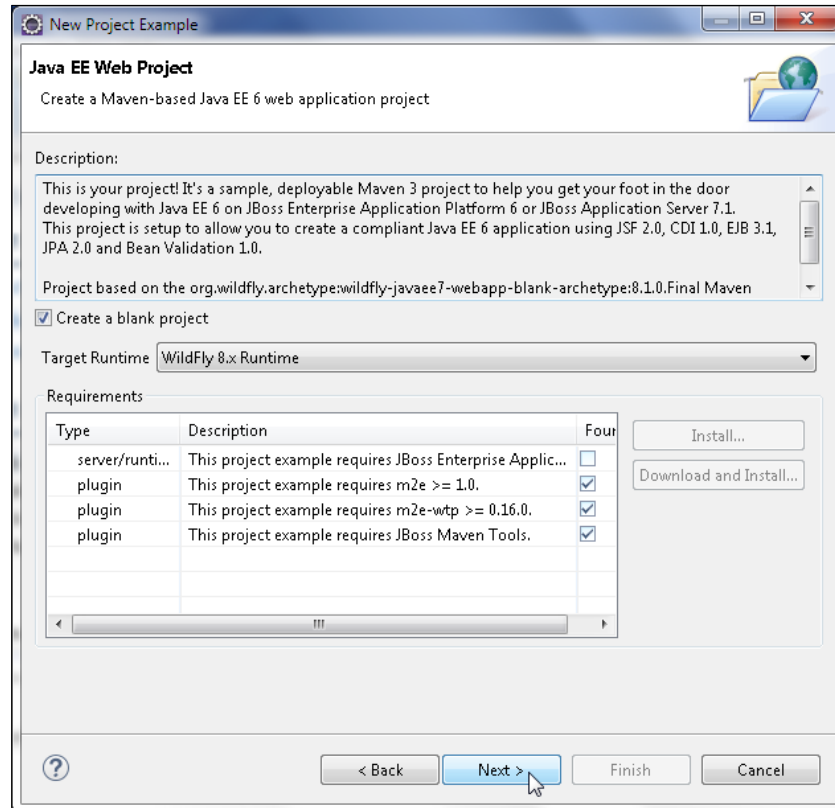 New Project Example
Java EE Web Project
Create a Maven-based Java EE 6 web application project
Description:
This is your project! It's a sample, deployable Maven 3 project to help you get your foot in the door
developing with Java EE 6 on JBoss Enterprise Application Platform 6 or JBoss Application Server 7.1.
This project is setup to allow you to create a compliant Java EE 6 application using JSF 2.0, CDI 1.0, EJB 3.1,
JPA 2.0 and Bean Validation 1.0.
Project based on the org.wildfly.archetype:wildfly-javaee7-webapp-blank-archetype:8.1.0.Final Maven
Create a blank project
Target Runtime WildFly 8.x Runtime
Requirements
Type Description Four
server/runti... This project example requires JBoss Enterprise Applic...
plugin This project example requires m2e >= 1.0.
plugin This project example requires m2e-wtp >= 0.16.0.
plugin This project example requires JBoss Maven Tools.
Install...
Download and Install...
? < Back Next > Finish Cancel